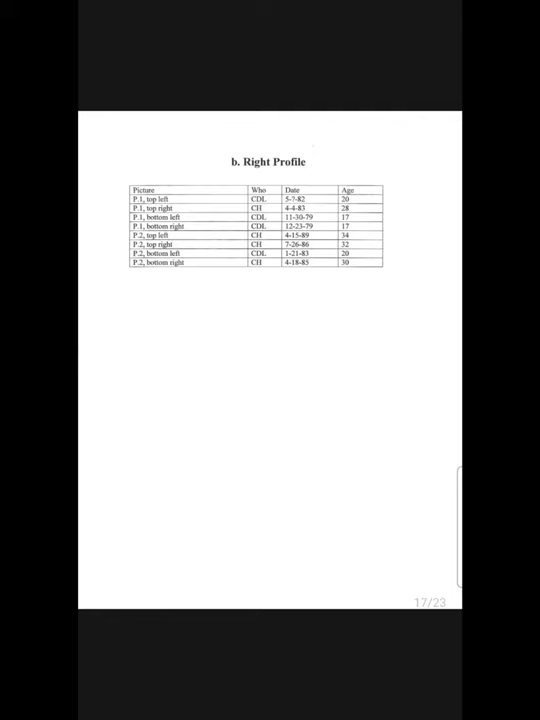 b. Right Profile
Picture Who Date Age
P.1, top left CDL 5-?-82 20
P.1, top right CH 4-4-83 28
P.1, bottom left CDL 11-30-79 17
P.1, bottom right CDL 12-23-79 17
P.2, top left CH 4-15-89 34
P.2, top right CH 7-26-86 32
P.2, bottom left CDL 1-21-83 20
P.2, bottom right CH 4-18-85 30
17/23